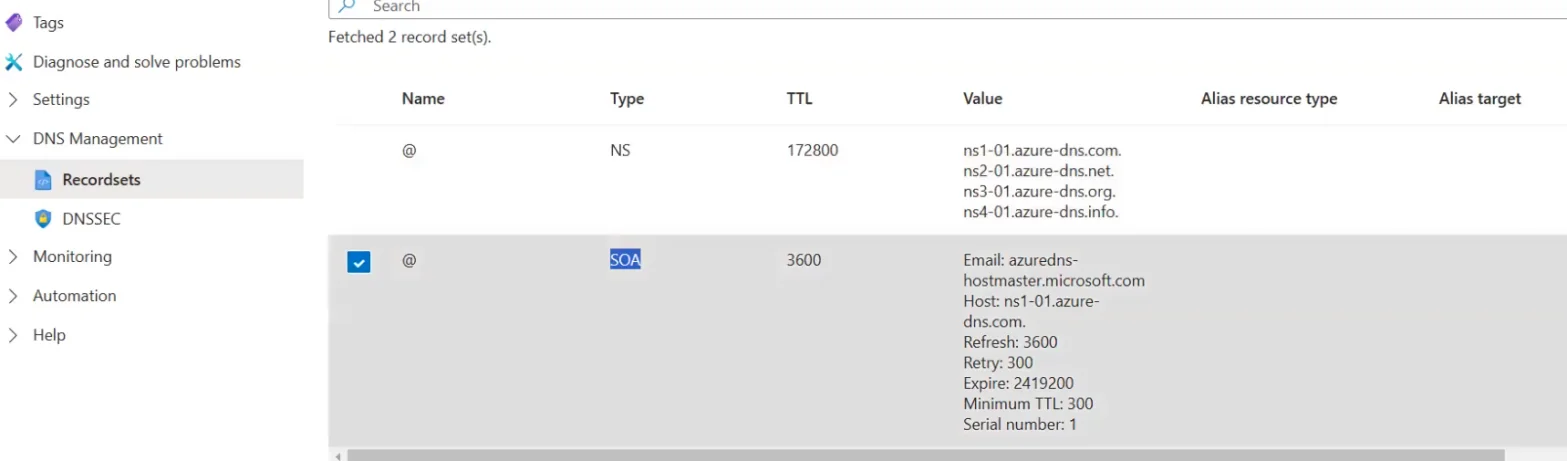 Tags
Diagnose and solve problems
Settings
DNS Management
Recordsets
DNSSEC
Monitoring
Automation
Help
Search
Fetched 2 record set(s).
Name Type TTL Value Alias resource type Alias target
@ NS 172800 ns1-01.azure-dns.com.
ns2-01.azure-dns.net.
ns3-01.azure-dns.org.
ns4-01.azure-dns.info.
@ SOA 3600 Email: azuredns-
hostmaster.microsoft.com
Host: ns1-01.azure-
dns.com.
Refresh: 3600
Retry: 300
Expire: 2419200
Minimum TTL: 300
Serial number: 1